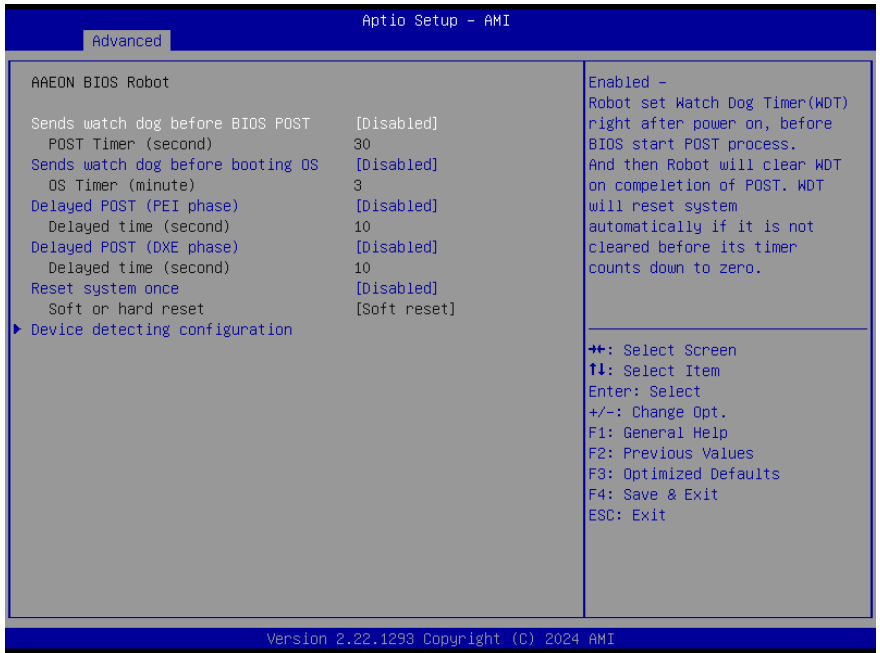 Aptio Setup – AMI
Advanced
AAEON BIOS Robot
Sends watch dog before BIOS POST [Disabled]
POST Timer (second) 30
Sends watch dog before booting OS [Disabled]
OS Timer (minute) 3
Delayed POST (PEI phase) [Disabled]
Delayed time (second) 10
Delayed POST (DXE phase) [Disabled]
Delayed time (second) 10
Reset system once [Disabled]
Soft or hard reset [Soft reset]
Device detecting configuration
Enabled –
Robot set Watch Dog Timer(WDT)
right after power on, before
BIOS start POST process.
And then Robot will clear WDT
on compeletion of POST. WDT
will reset system
automatically if it is not
cleared before its timer
counts down to zero.
→←: Select Screen
↑↓: Select Item
Enter: Select
+/-: Change Opt.
F1: General Help
F2: Previous Values
F3: Optimized Defaults
F4: Save & Exit
ESC: Exit
Version 2.22.1293 Copyright (C) 2024 AMI